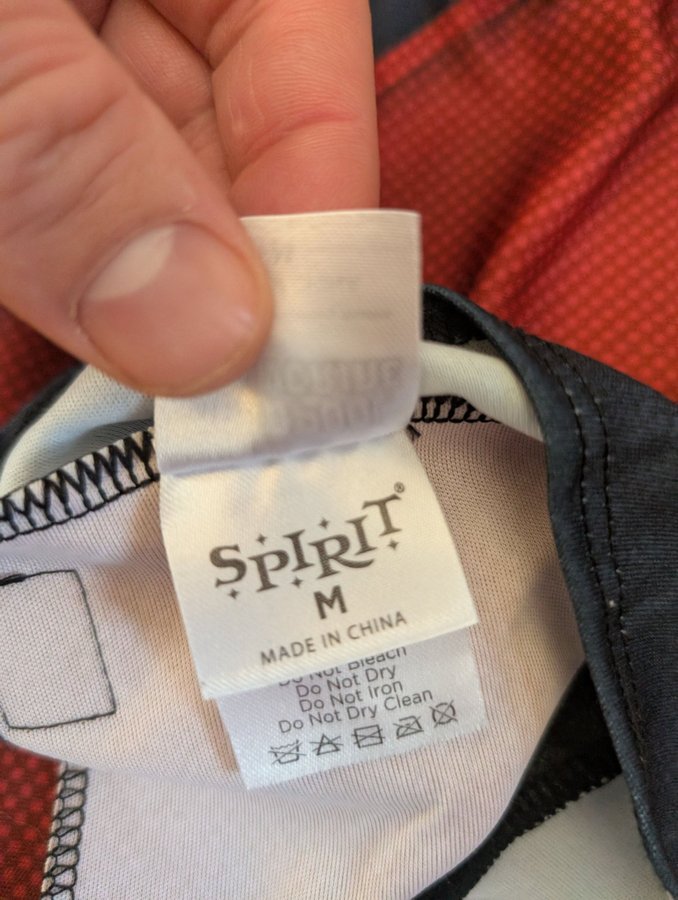 SPIRIT®
M
MADE IN CHINA
Do Not Bleach
Do Not Dry
Do Not Iron
Do Not Dry Clean